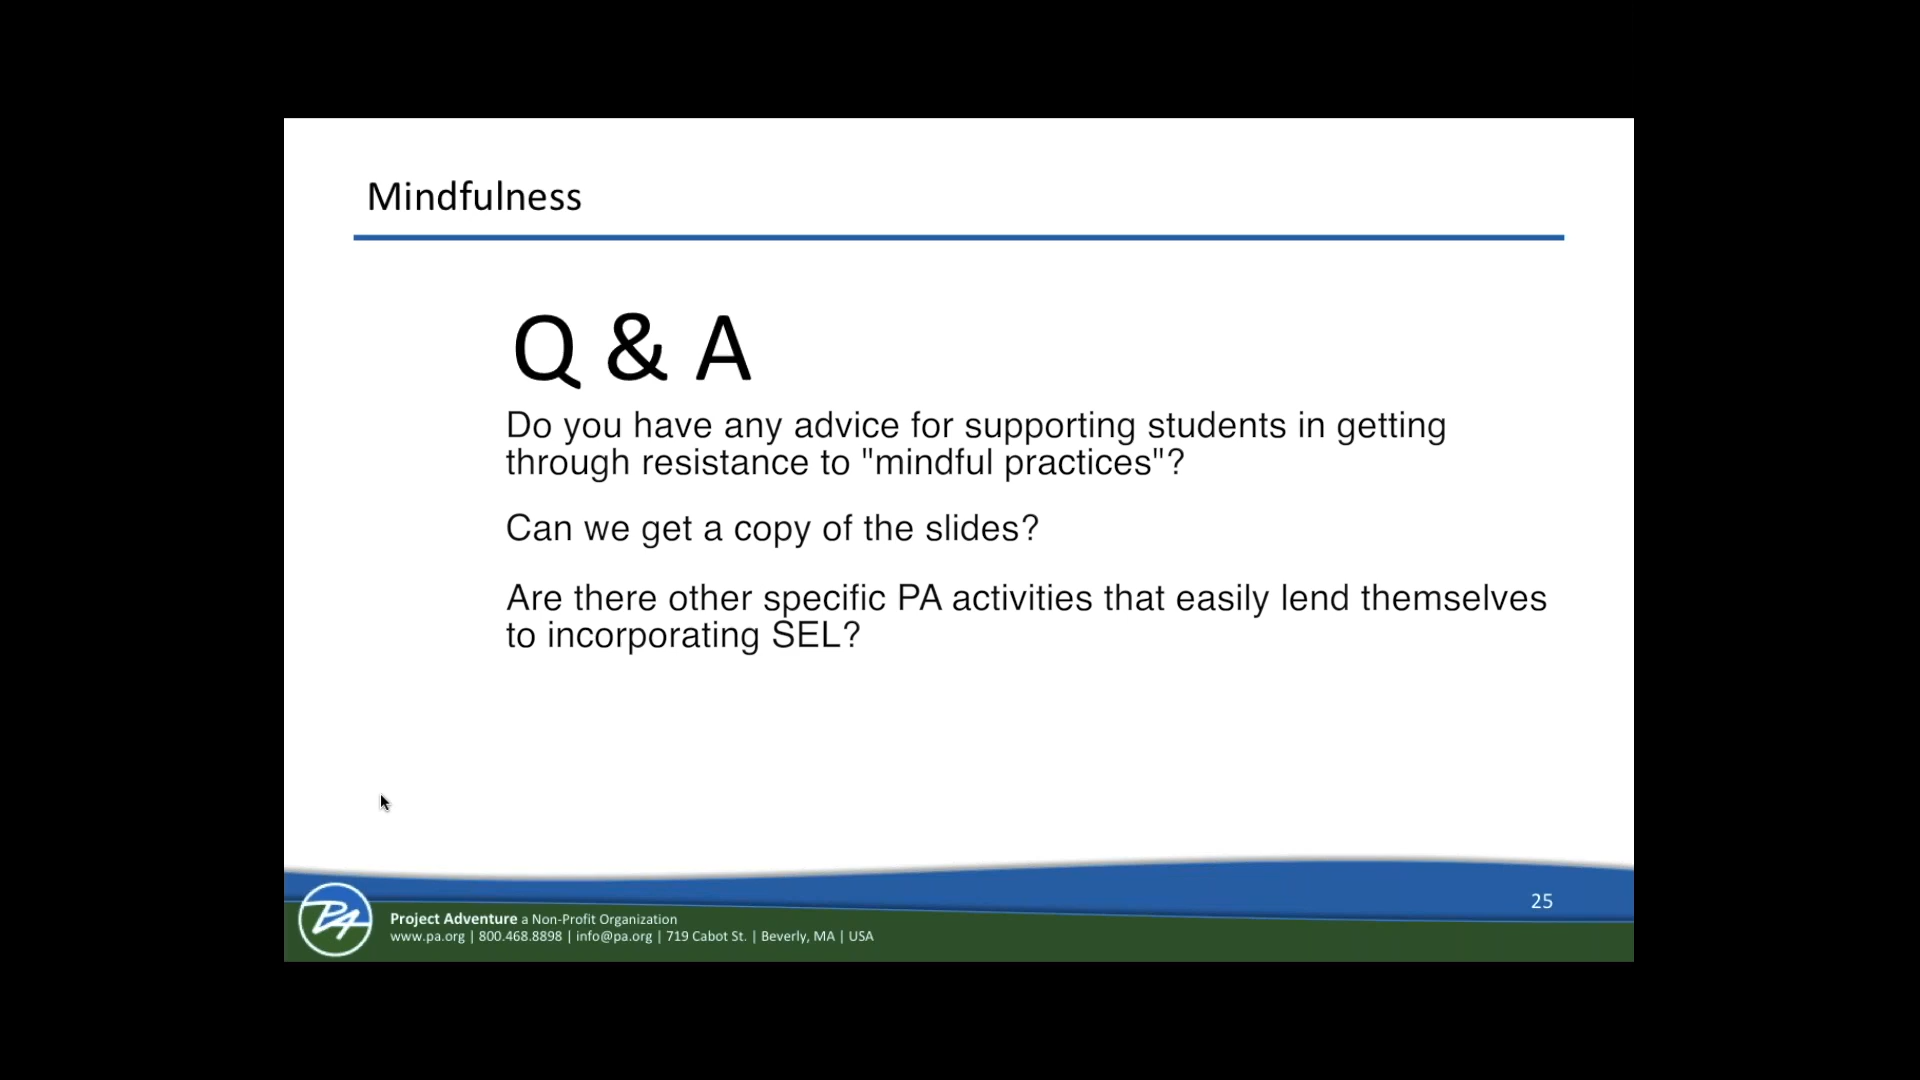 Mindfulness
Q & A
Do you have any advice for supporting students in getting
through resistance to "mindful practices"?
Can we get a copy of the slides?
Are there other specific PA activities that easily lend themselves
to incorporating SEL?
25
PA
Project Adventure a Non-Profit Organization
www.pa.org | 800.468.8898 | info@pa.org | 719 Cabot St. | Beverly, MA | USA